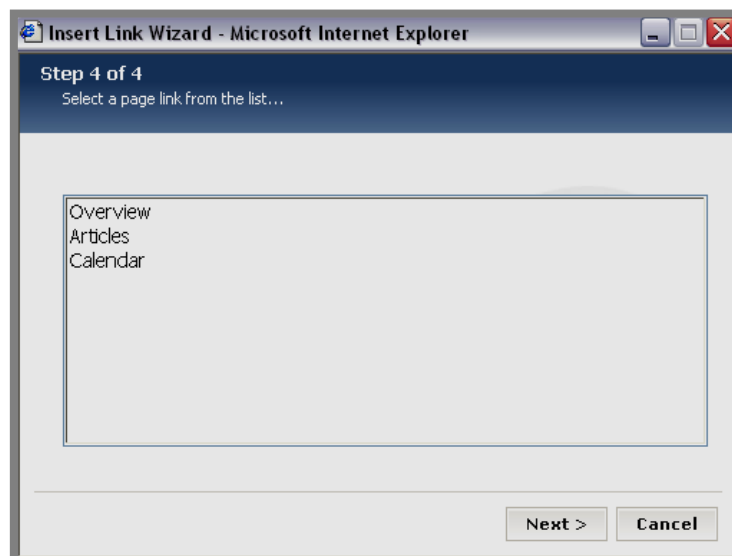 Insert Link Wizard - Microsoft Internet Explorer
Step 4 of 4
Select a page link from the list...
Overview
Articles
Calendar
Next > Cancel